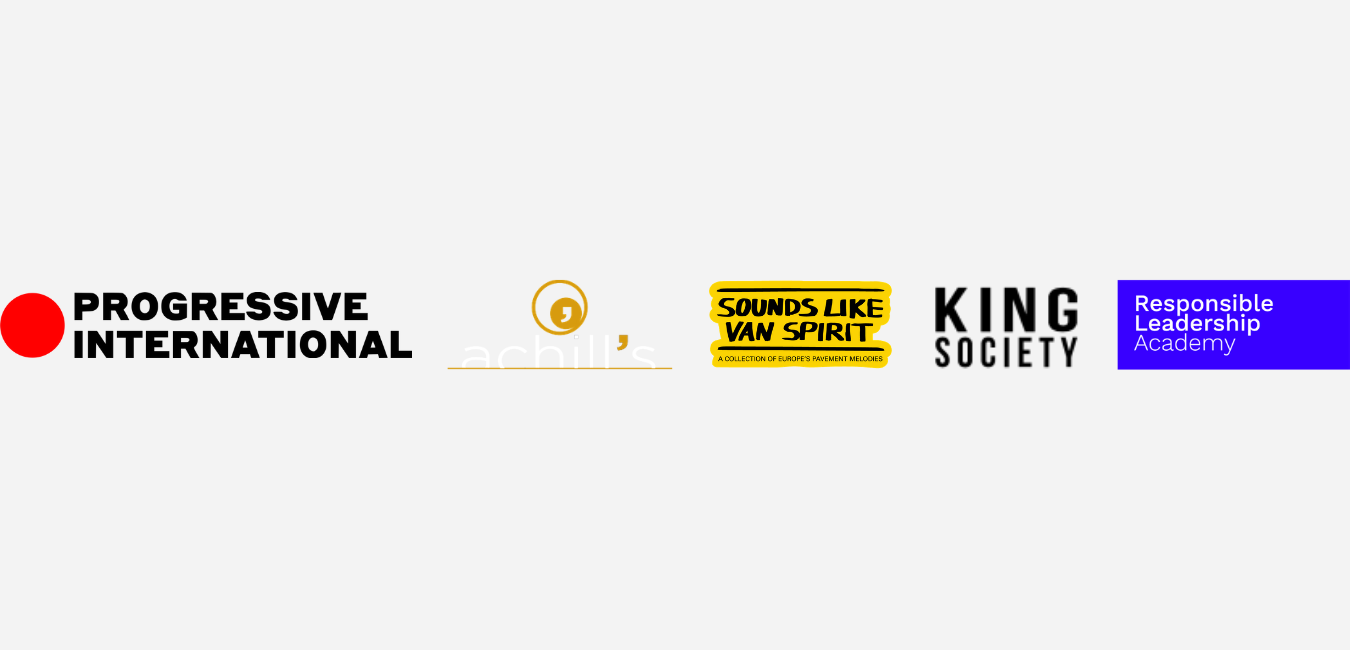 PROGRESSIVE
INTERNATIONAL
achill's
SOUNDS LIKE
VAN SPIRIT
A COLLECTION OF EUROPE'S PAVEMENT MELODIES
KING
SOCIETY
Responsible
Leadership
Academy